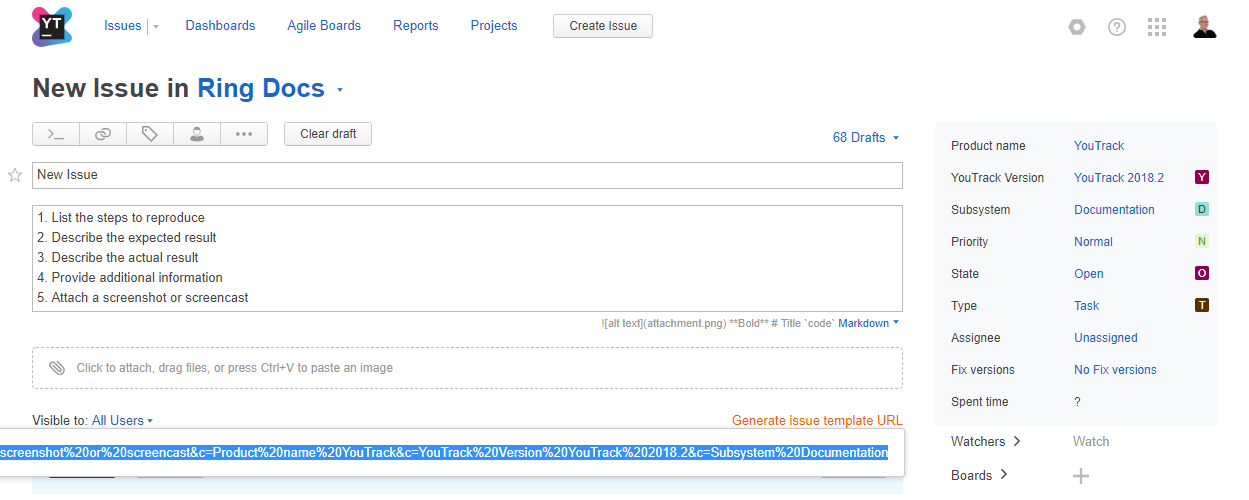 YT
Issues Dashboards Agile Boards Reports Projects Create Issue
New Issue in Ring Docs
>_ Clear draft 68 Drafts
New Issue
1. List the steps to reproduce
2. Describe the expected result
3. Describe the actual result
4. Provide additional information
5. Attach a screenshot or screencast
![alt text](attachment.png) **Bold** # Title `code` Markdown
Click to attach, drag files, or press Ctrl+V to paste an image
Visible to: All Users Generate issue template URL
screenshot%20or%20screencast&c=Product%20name%20YouTrack&c=YouTrack%20Version%20YouTrack%202018.2&c=Subsystem%20Documentation
Product name YouTrack
YouTrack Version YouTrack 2018.2 Y
Subsystem Documentation D
Priority Normal N
State Open O
Type Task T
Assignee Unassigned
Fix versions No Fix versions
Spent time ?
Watchers Watch
Boards